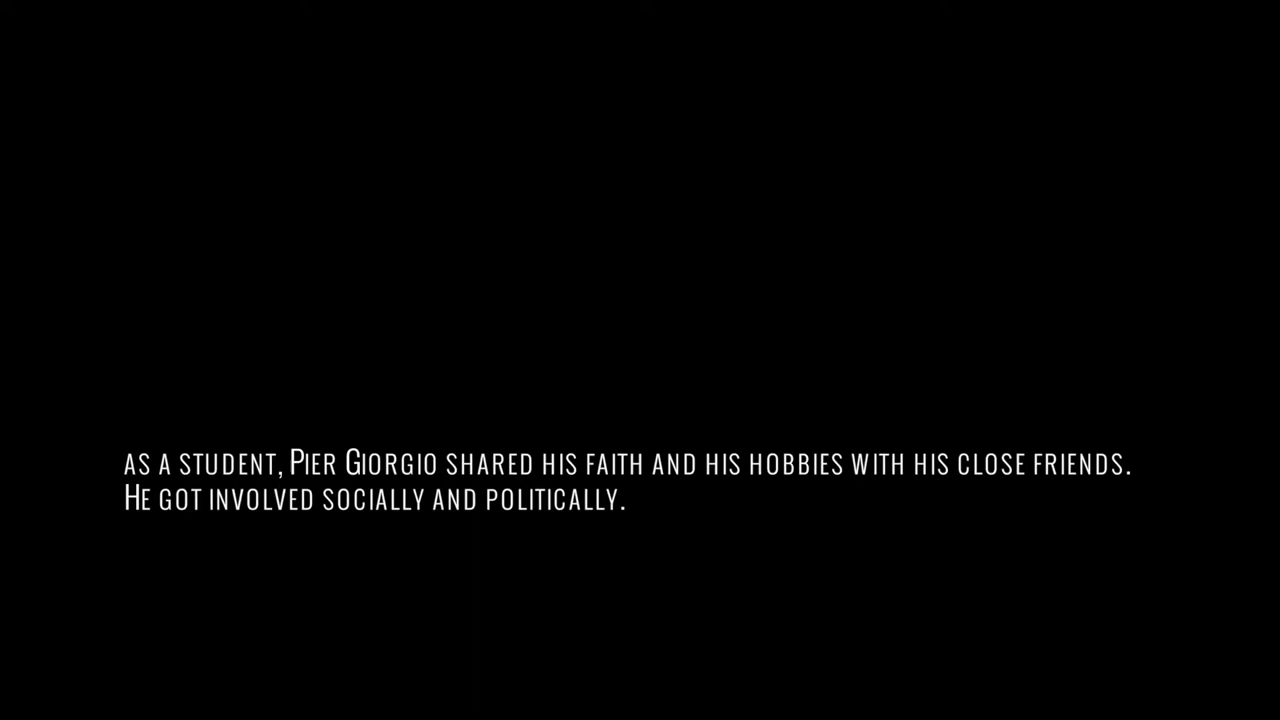 as a student, Pier Giorgio shared his faith and his hobbies with his close friends.
He got involved socially and politically.